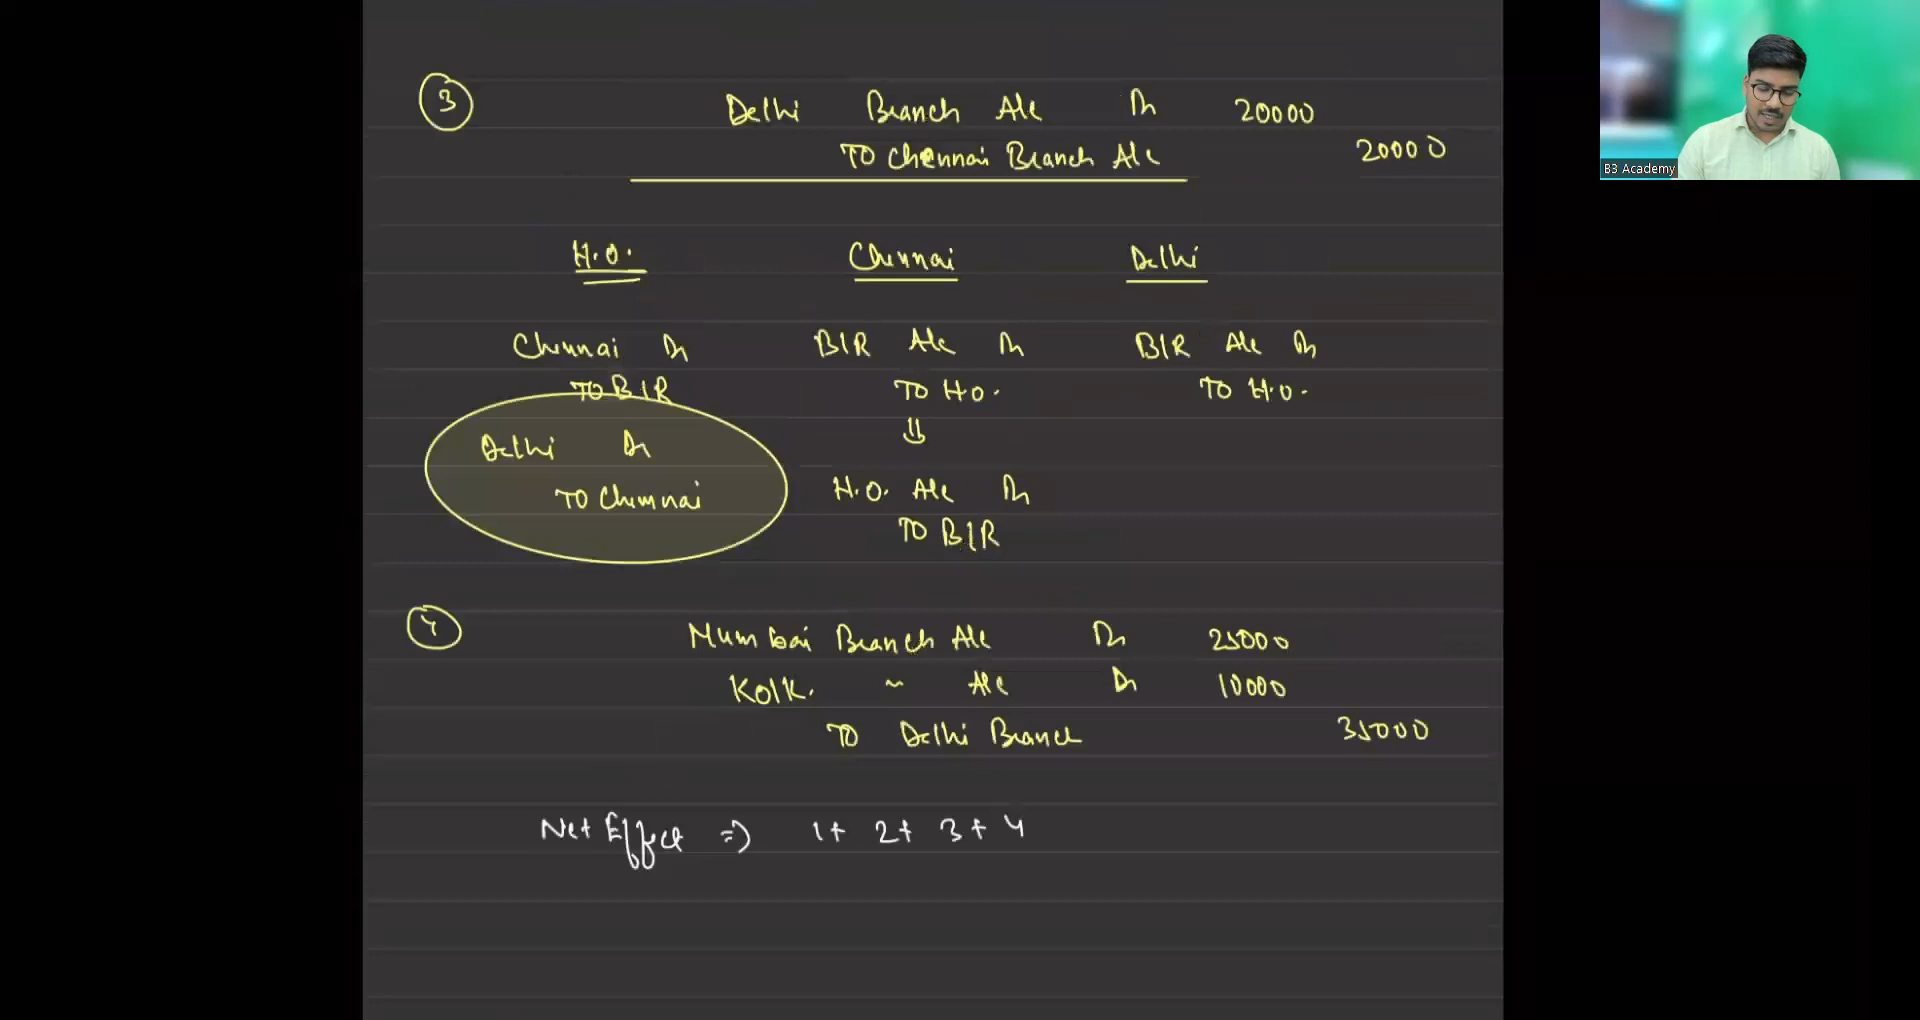 3
Delhi Branch A/c Dr 20000
To Chennai Branch A/c 20000
H.O. Chennai Delhi
Chennai Dr B/R A/c Dr B/R A/c Dr
To B/R To H.O. To H.O.
Delhi Dr
To Chennai H.O. A/c Dr
To B/R
4
Mumbai Branch A/c Dr 25000
Kolk. ~ A/c Dr 10000
To Delhi Branch 35000
Net Effect => 1+ 2+ 3+ 4
B3 Academy